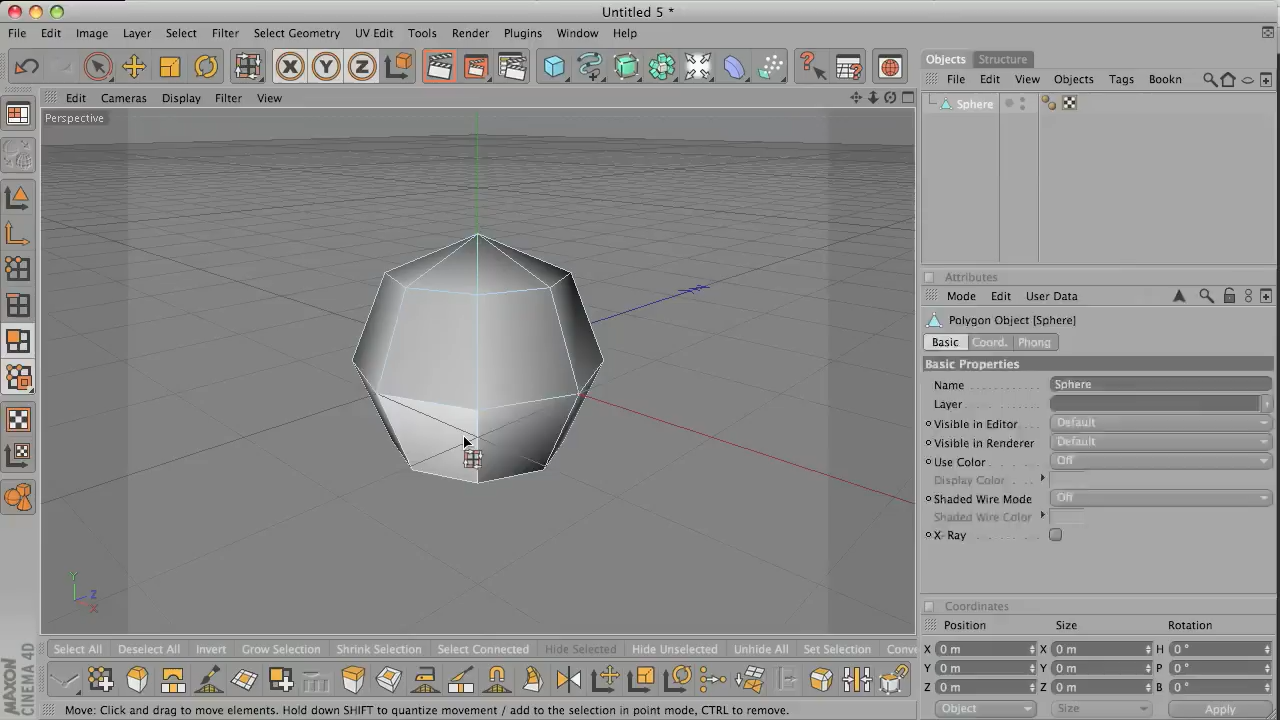 Untitled 5 *
File Edit Image Layer Select Filter Select Geometry UV Edit Tools Render Plugins Window Help
X Y Z
Objects Structure
File Edit View Objects Tags Bookn
Edit Cameras Display Filter View
Sphere
Perspective
Attributes
Mode Edit User Data
Polygon Object [Sphere]
Basic Coord. Phong
Basic Properties
Name Sphere
Layer
Visible in Editor Default
Visible in Renderer Default
Use Color Off
Display Color
Shaded Wire Mode Off
Shaded Wire Color
X-Ray
Y
Z
X
Coordinates
Position Size Rotation
X 0 m X 0 m H 0 °
Y 0 m Y 0 m P 0 °
Z 0 m Z 0 m B 0 °
Object Size Apply
Select All Deselect All Invert Grow Selection Shrink Selection Select Connected Hide Selected Hide Unselected Unhide All Set Selection Conve
MAXON
CINEMA 4D
Move: Click and drag to move elements. Hold down SHIFT to quantize movement / add to the selection in point mode, CTRL to remove.